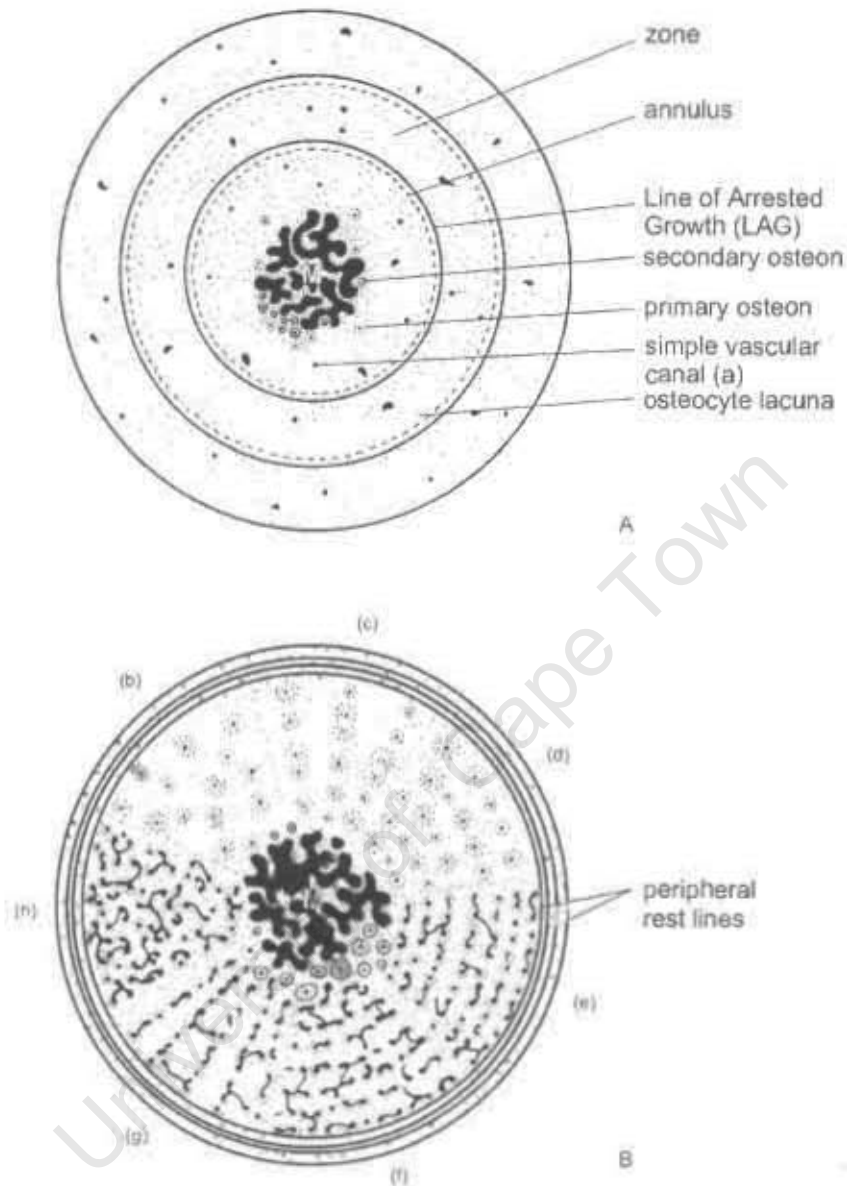 zone
annulus
Line of Arrested
Growth (LAG)
secondary osteon
primary osteon
simple vascular
canal (a)
osteocyte lacuna
A
(c)
(b)
(d)
(h)
peripheral
rest lines
(e)
(g)
(f)
B
University of Cape Town